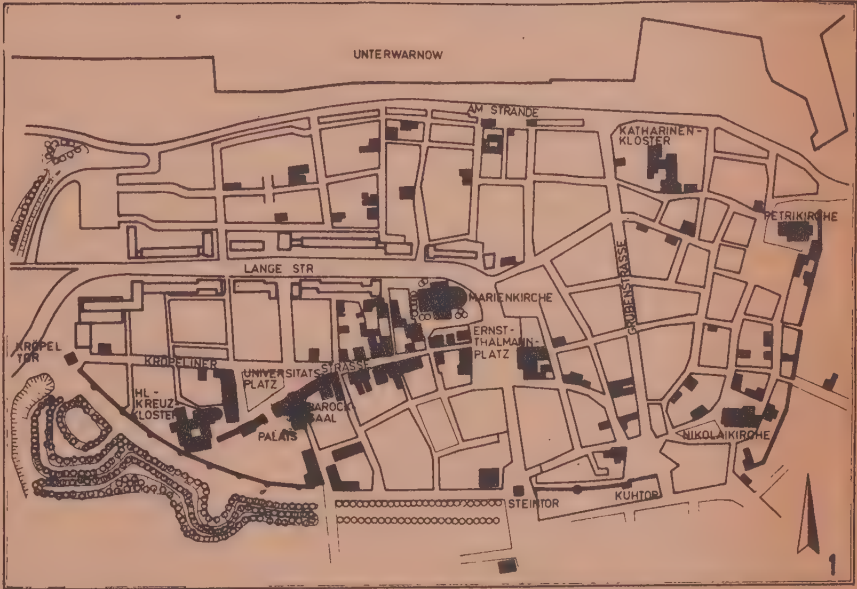 UNTERWARNOW
AM STRANDE
KATHARINEN-
KLOSTER
PETRIKIRCHE
GRUBENSTRASSE
LANGE STR
MARIENKIRCHE
ERNST-
THALMANN-
PLATZ
KRÖPEL
TOR
KRÖPELINER
STRASSE
UNIVERSITÄTS
PLATZ
HL-
KREUZ-
KLOSTER
BAROCK
SAAL
PALAIS
NIKOLAIKIRCHE
STEINTOR
KUHTOR
1